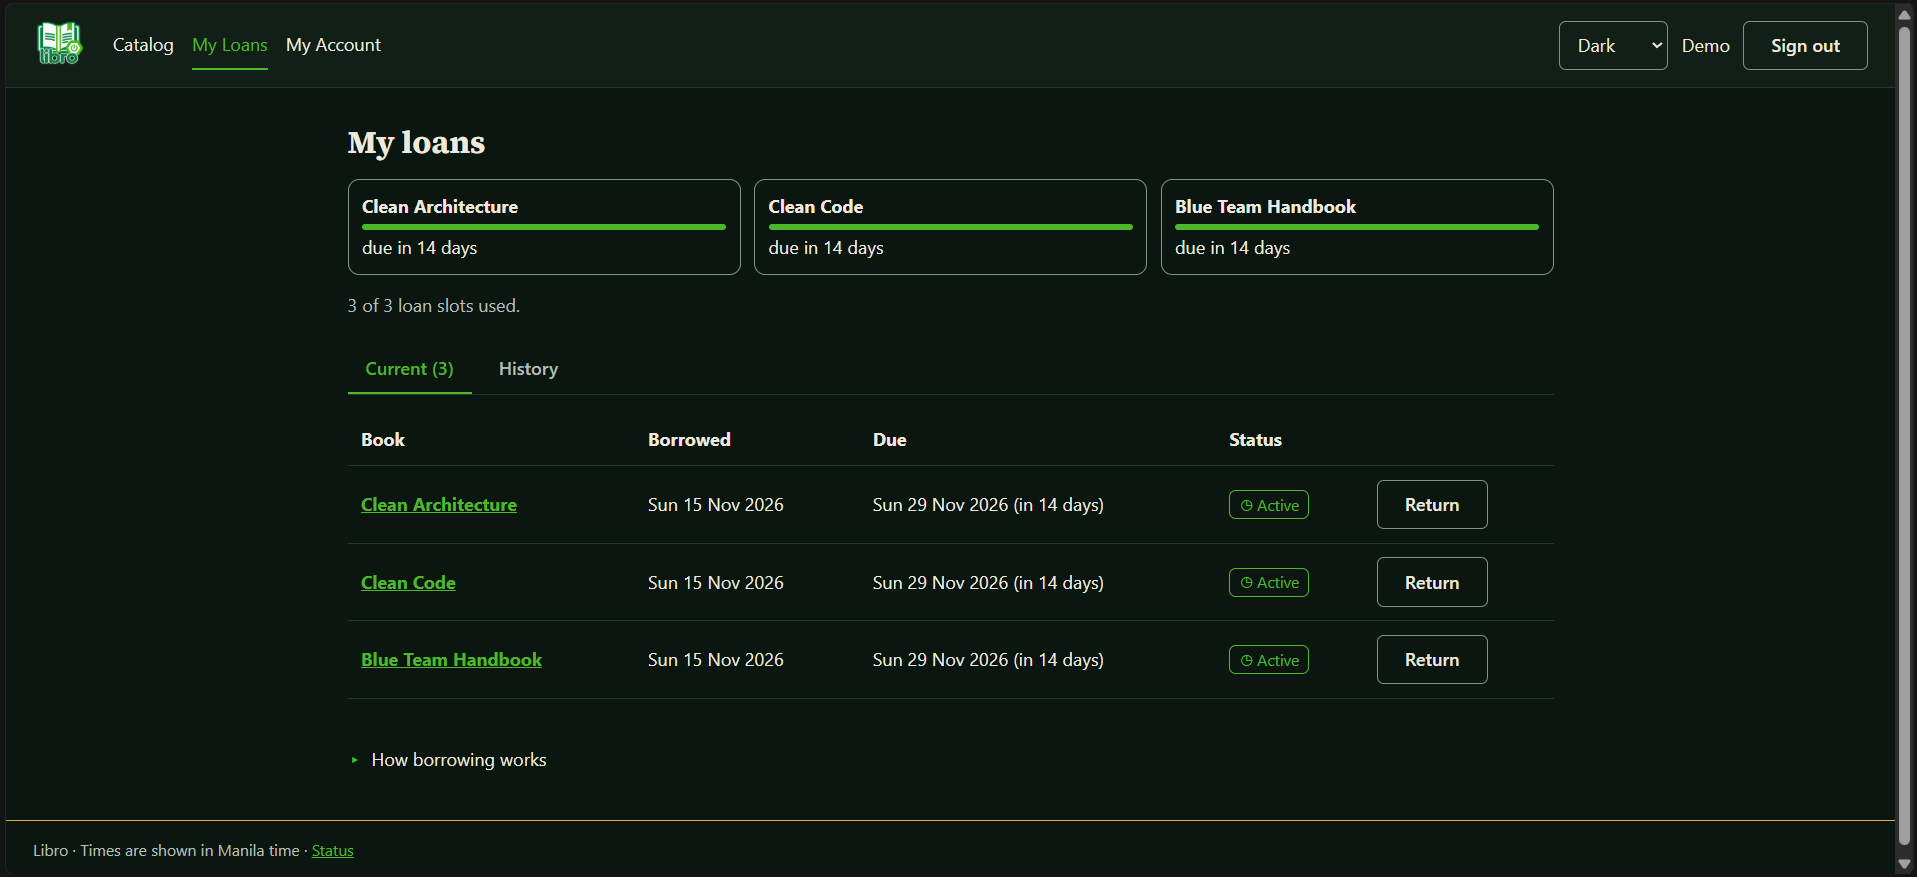 libro
Catalog My Loans My Account Dark Demo Sign out
My loans
Clean Architecture Clean Code Blue Team Handbook
due in 14 days due in 14 days due in 14 days
3 of 3 loan slots used.
Current (3) History
Book Borrowed Due Status
Clean Architecture Sun 15 Nov 2026 Sun 29 Nov 2026 (in 14 days) Active Return
Clean Code Sun 15 Nov 2026 Sun 29 Nov 2026 (in 14 days) Active Return
Blue Team Handbook Sun 15 Nov 2026 Sun 29 Nov 2026 (in 14 days) Active Return
How borrowing works
Libro · Times are shown in Manila time · Status